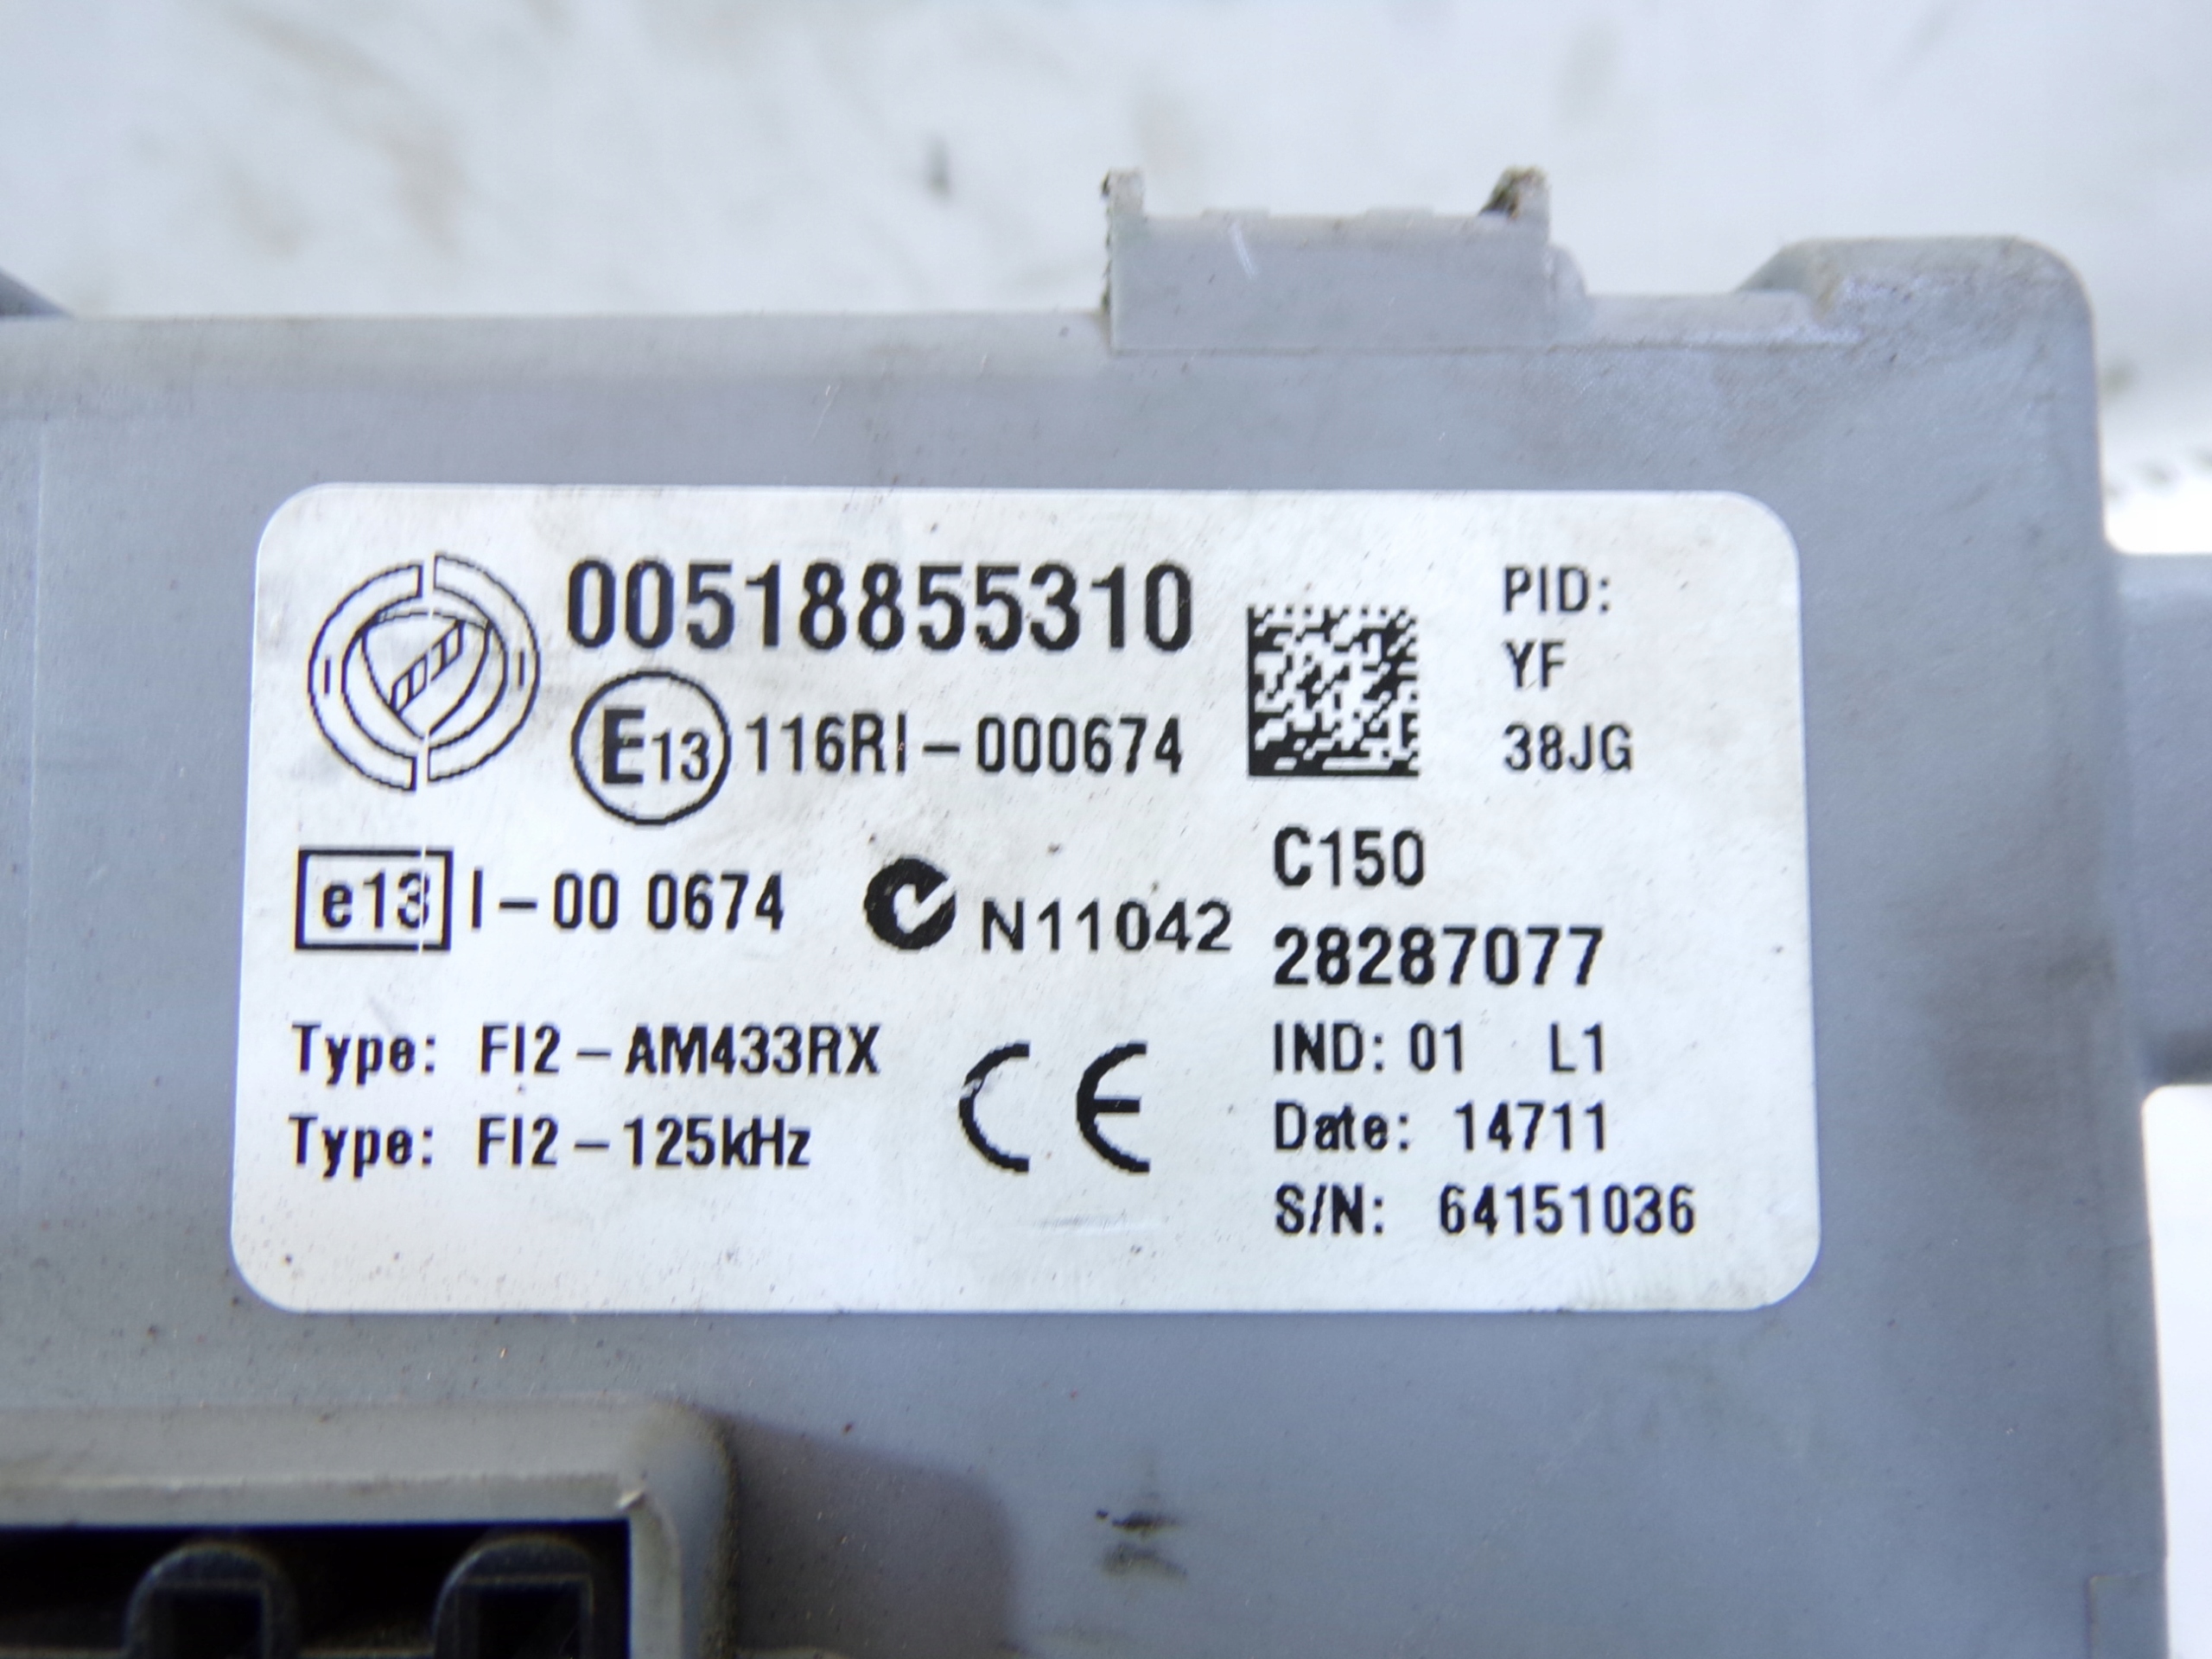 00518855310
E13 116RI-000674
e13 I-00 0674
N11042
Type: FI2-AM433RX
Type: FI2-125kHz
CE
PID:
YF
38JG
C150
28287077
IND: 01 L1
Date: 14711
S/N: 64151036